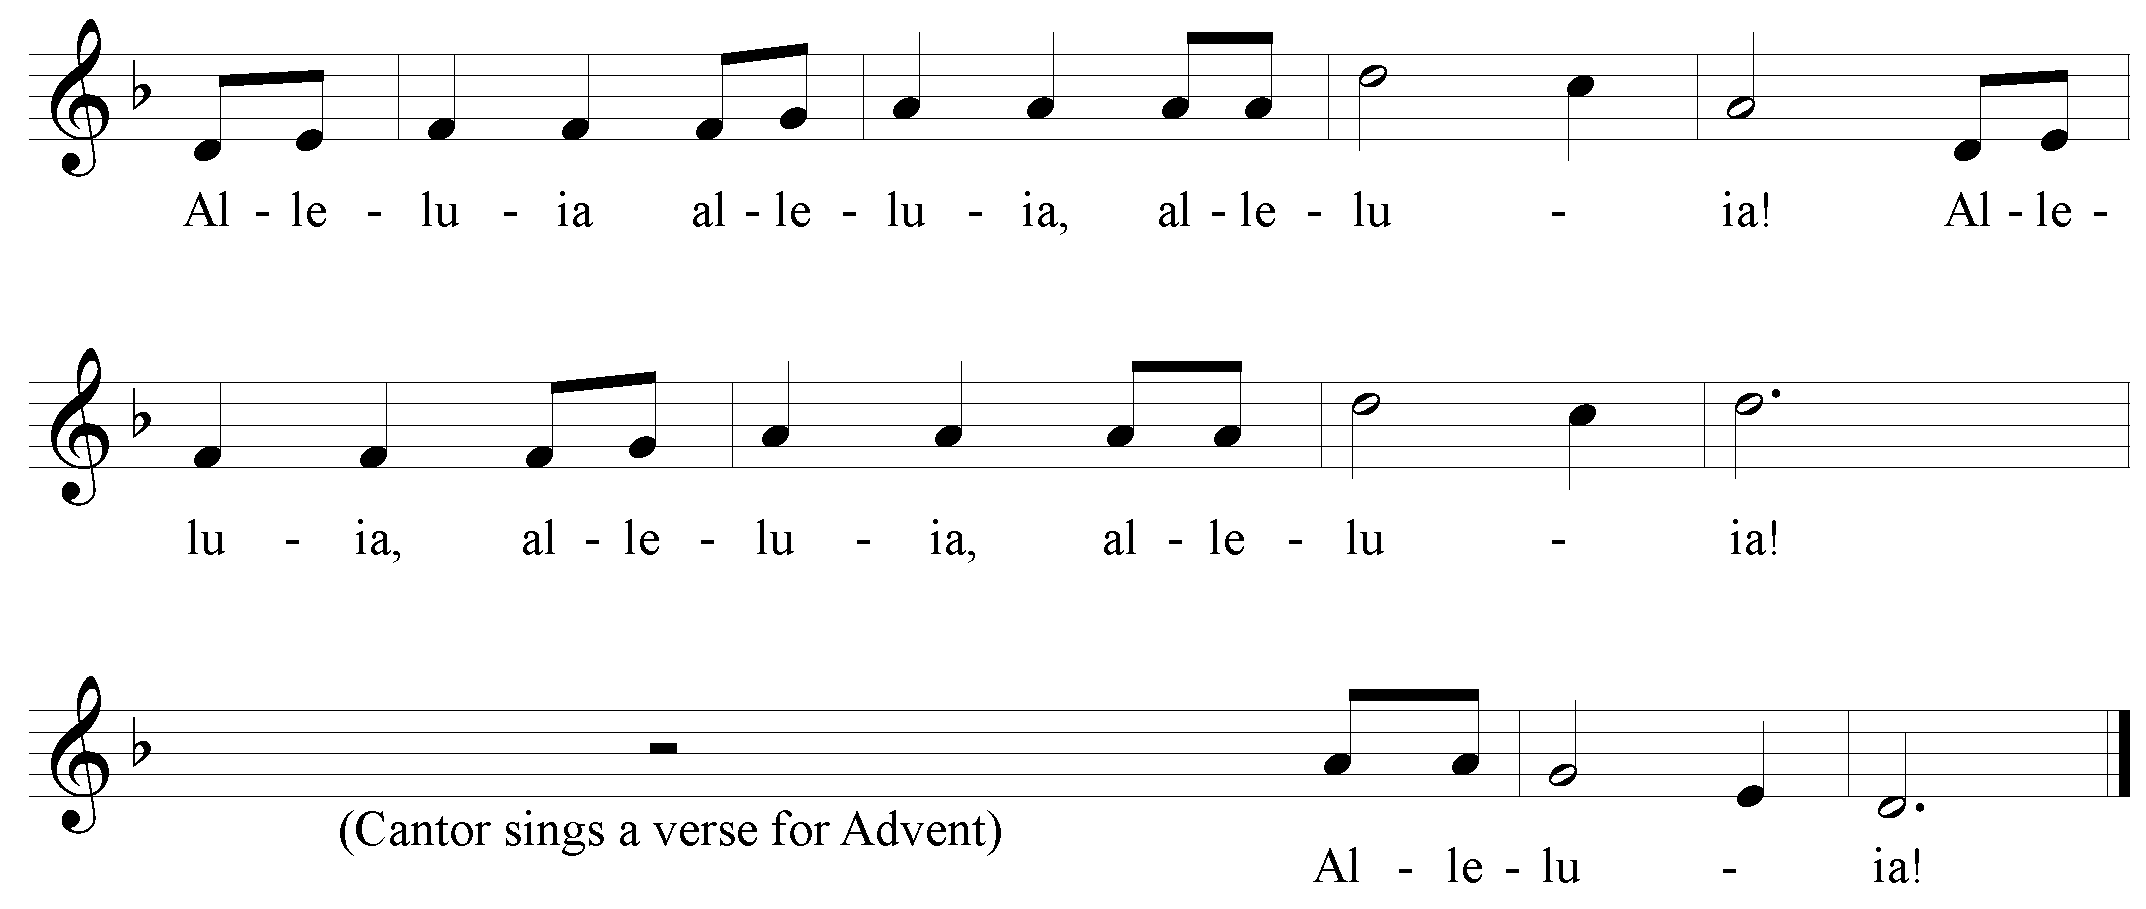 Al - le - lu - ia al - le - lu - ia, al - le - lu - ia! Al - le -
lu - ia, al - le - lu - ia, al - le - lu - ia!
(Cantor sings a verse for Advent)
Al - le - lu - ia!